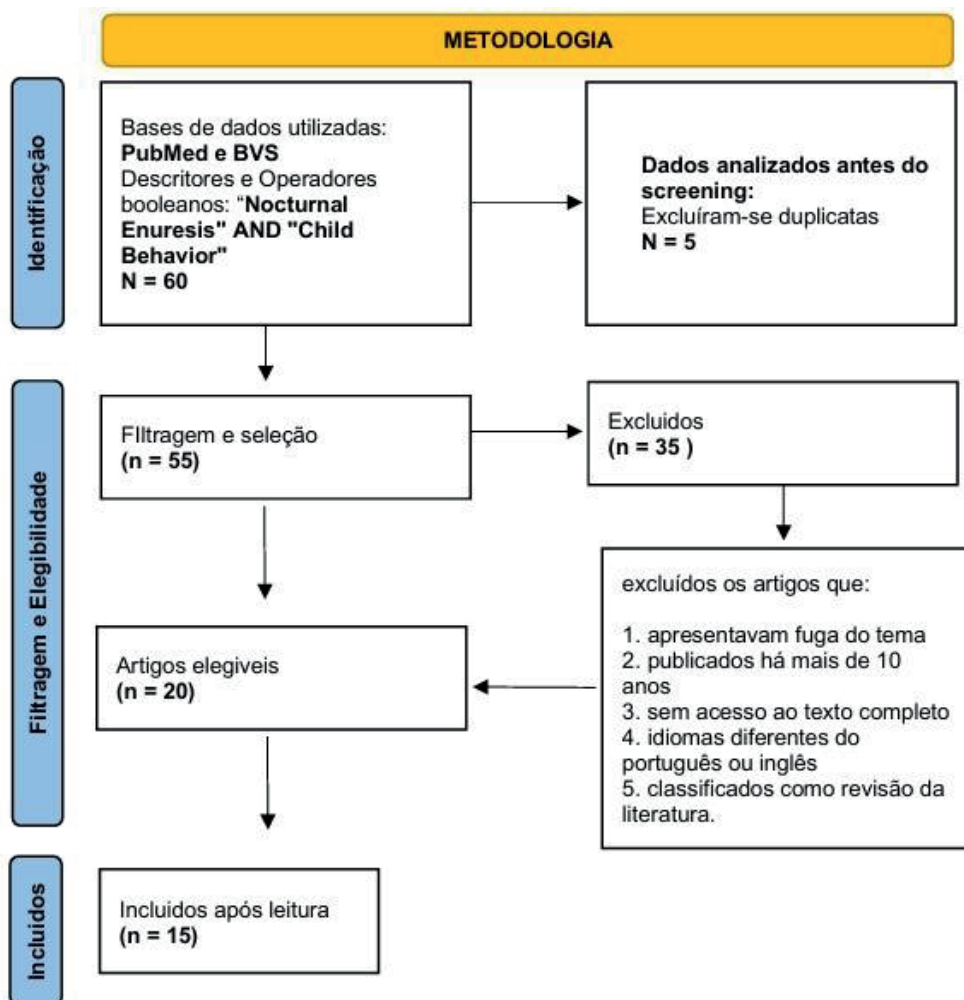 METODOLOGIA
Identificação
Bases de dados utilizadas:
PubMed e BVS
Descritores e Operadores
booleanos: “Nocturnal
Enuresis" AND "Child
Behavior"
N = 60
Dados analizados antes do
screening:
Excluíram-se duplicatas
N = 5
Filtragem e Elegibilidade
FIltragem e seleção
(n = 55)
Excluidos
(n = 35 )
excluídos os artigos que:
1. apresentavam fuga do tema
2. publicados há mais de 10
anos
3. sem acesso ao texto completo
4. idiomas diferentes do
português ou inglês
5. classificados como revisão da
literatura.
Artigos elegiveis
(n = 20)
Incluidos
Incluidos após leitura
(n = 15)